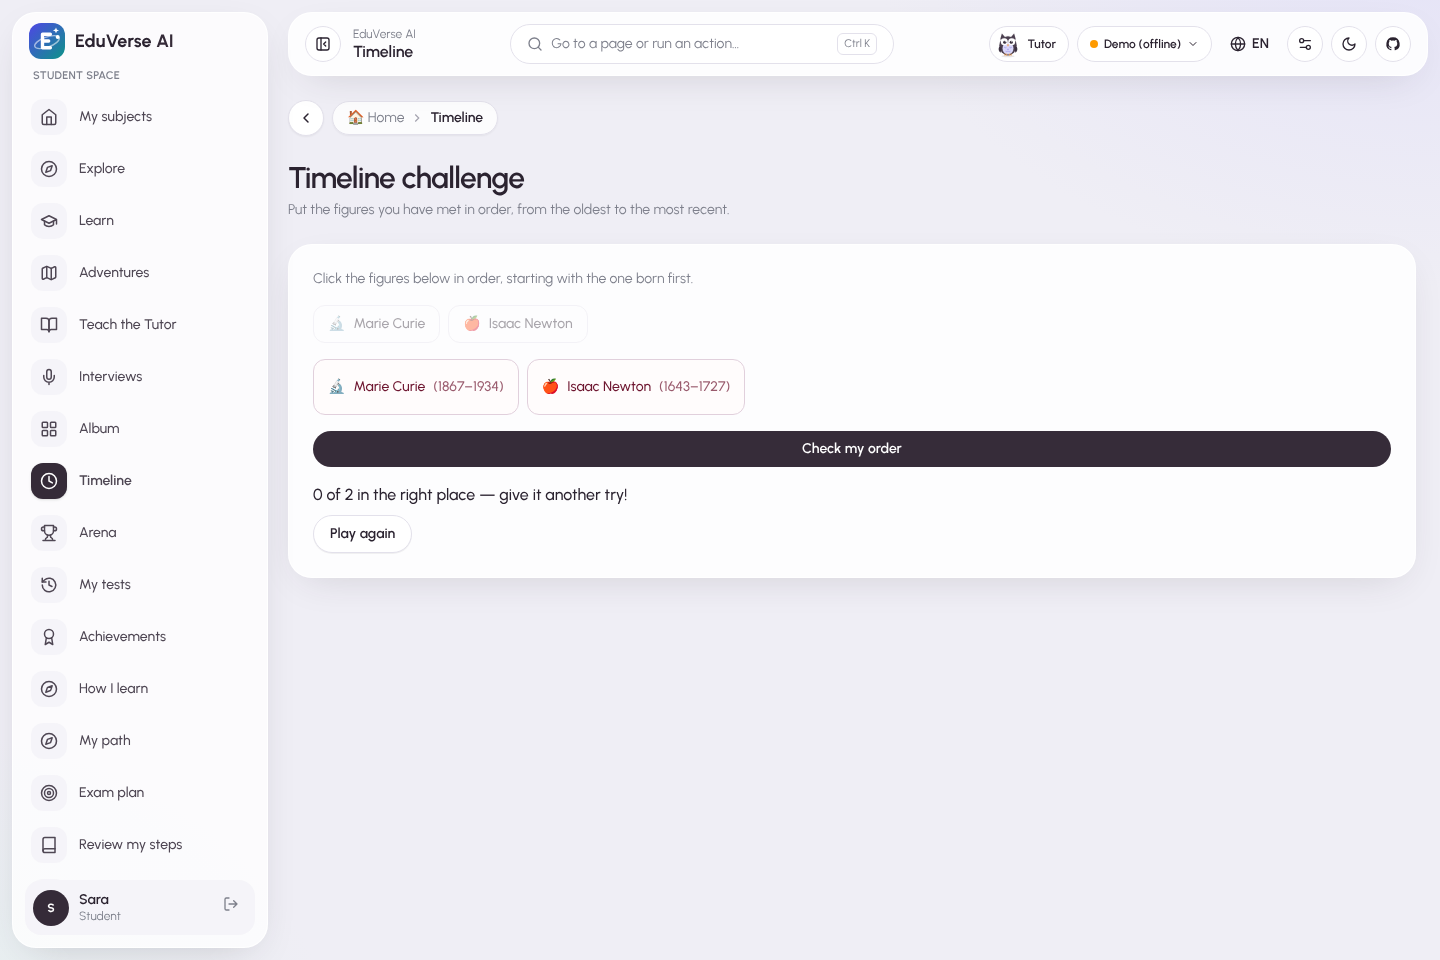 EduVerse AI
STUDENT SPACE
My subjects
Explore
Learn
Adventures
Teach the Tutor
Interviews
Album
Timeline
Arena
My tests
Achievements
How I learn
My path
Exam plan
Review my steps
S
Sara
Student
EduVerse AI
Timeline
Go to a page or run an action...
Ctrl K
Tutor
Demo (offline)
EN
Home
Timeline
Timeline challenge
Put the figures you have met in order, from the oldest to the most recent.
Click the figures below in order, starting with the one born first.
Marie Curie
Isaac Newton
Marie Curie (1867–1934)
Isaac Newton (1643–1727)
Check my order
0 of 2 in the right place — give it another try!
Play again